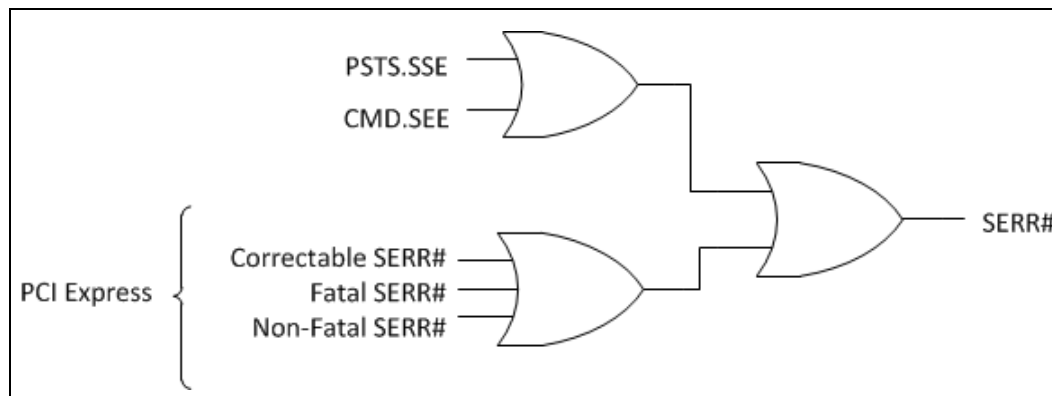 PSTS.SSE
CMD.SEE
SERR#
Correctable SERR#
PCI Express
Fatal SERR#
Non-Fatal SERR#